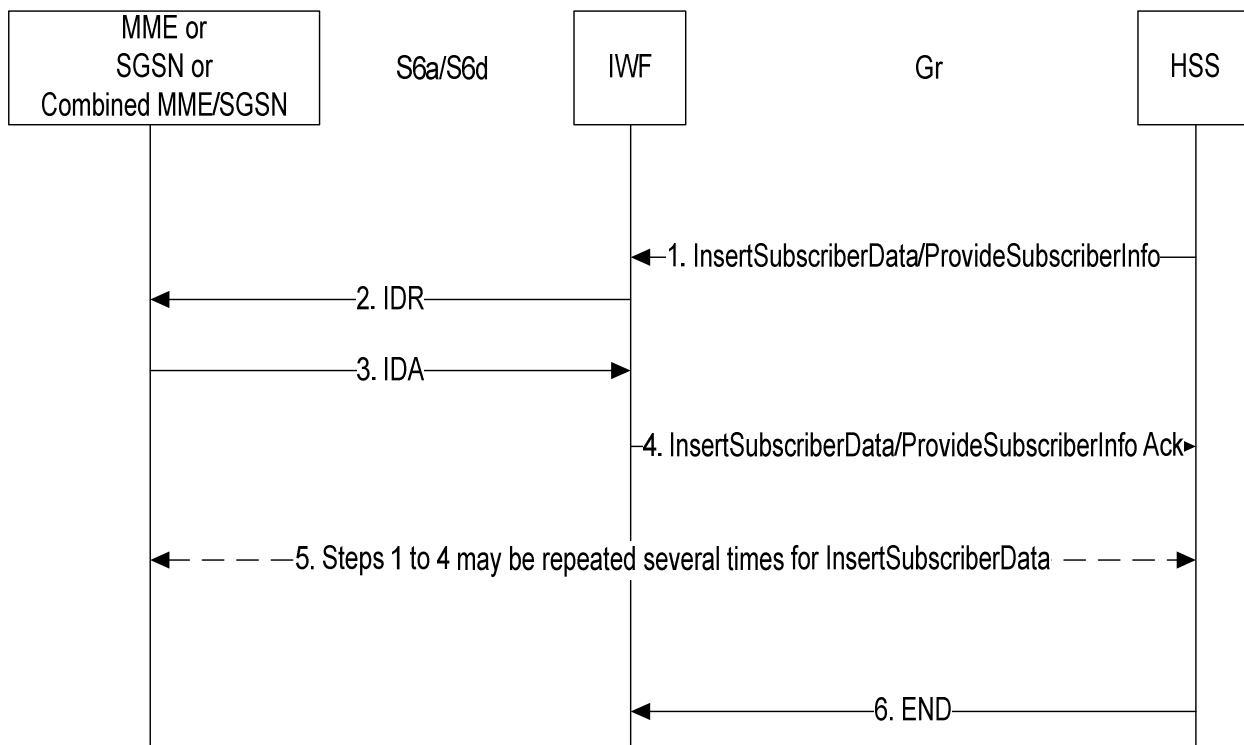 MME or
SGSN or
Combined MME/SGSN
S6a/S6d
IWF
Gr
HSS
1. InsertSubscriberData/ProvideSubscriberInfo
2. IDR
3. IDA
4. InsertSubscriberData/ProvideSubscriberInfo Ack
5. Steps 1 to 4 may be repeated several times for InsertSubscriberData
6. END